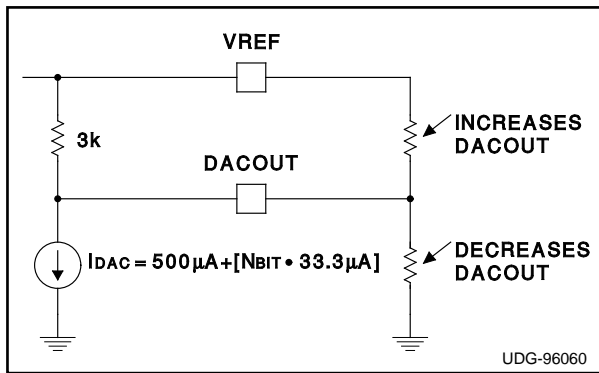 VREF
3k
INCREASES
DACOUT
DACOUT
IDAC = 500µA+[NBIT • 33.3µA]
DECREASES
DACOUT
UDG-96060